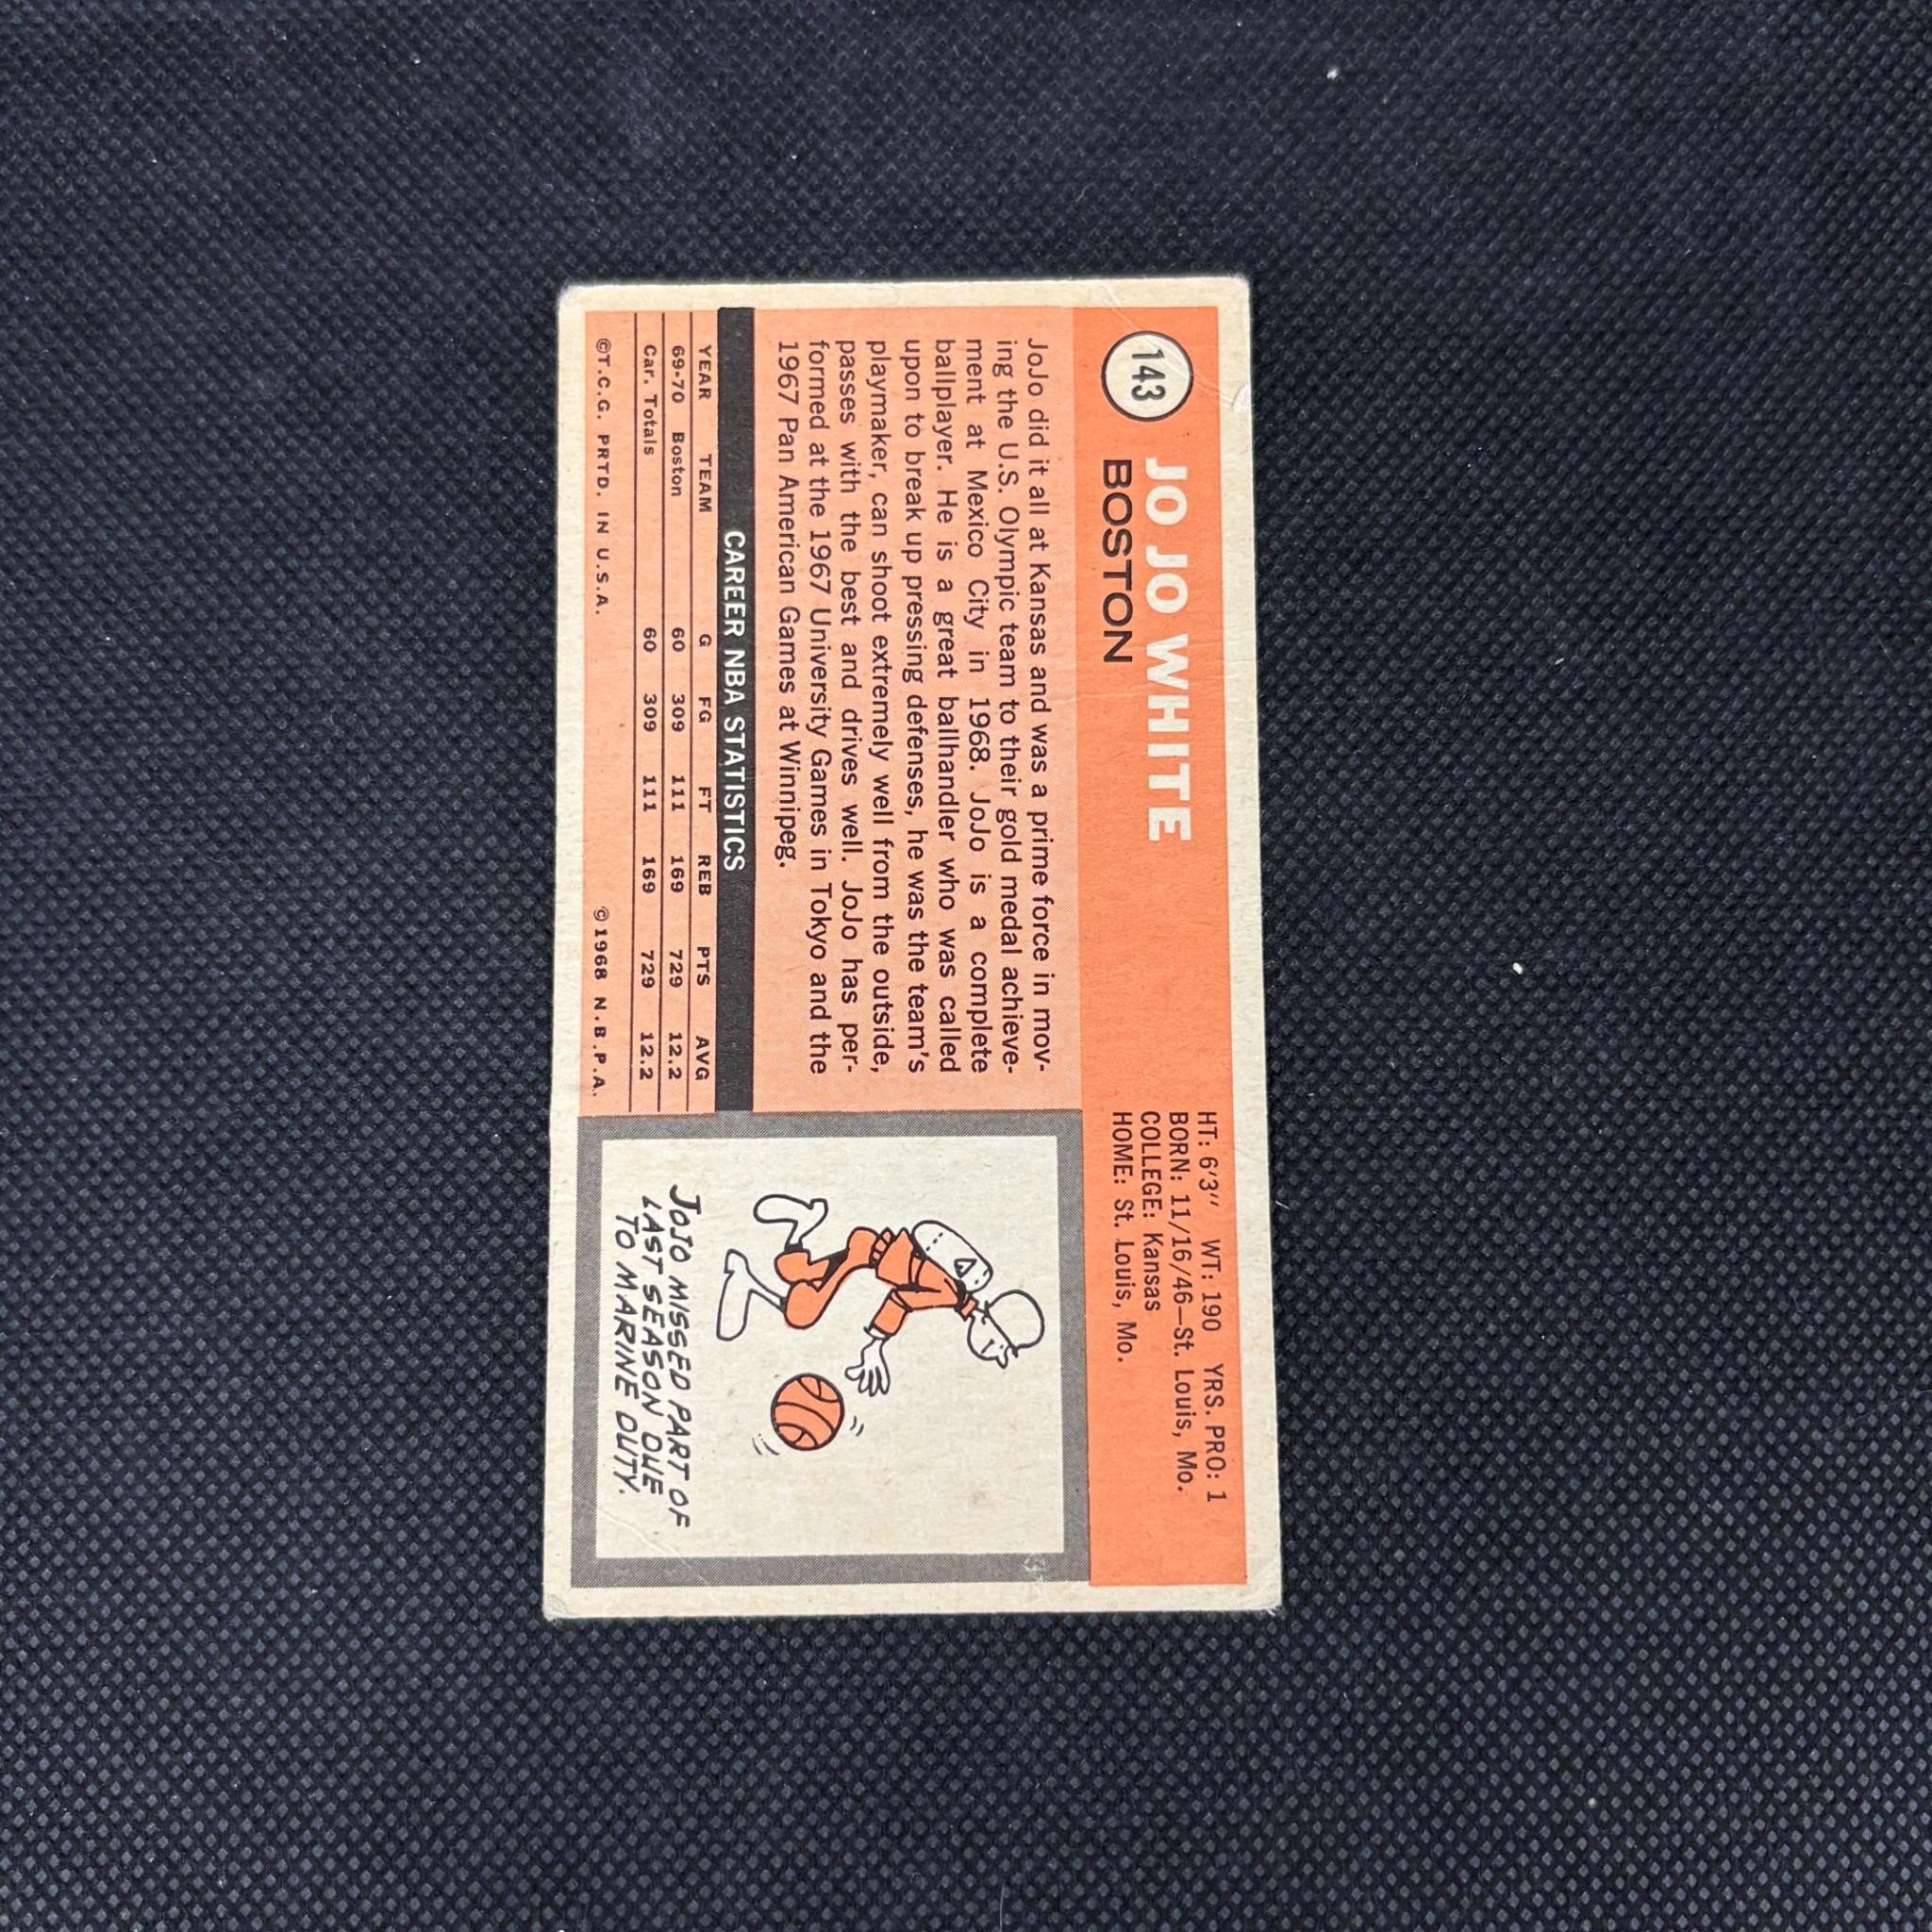 143
JO JO WHITE
BOSTON
HT: 6'3" WT: 190 YRS. PRO: 1
BORN: 11/16/46—St. Louis, Mo.
COLLEGE: Kansas
HOME: St. Louis, Mo.
JoJo did it all at Kansas and was a prime force in mov-
ing the U.S. Olympic team to their gold medal achieve-
ment at Mexico City in 1968. JoJo is a complete
ballplayer. He is a great ballhandler who was called
upon to break up pressing defenses, he was the team's
playmaker, can shoot extremely well from the outside,
passes with the best and drives well. JoJo has per-
formed at the 1967 University Games in Tokyo and the
1967 Pan American Games at Winnipeg.
CAREER NBA STATISTICS
YEAR TEAM G FG FT REB PTS AVG
69-70 Boston 60 309 111 169 729 12.2
Car. Totals 60 309 111 169 729 12.2
©T.C.G. PRTD. IN U.S.A. ©1968 N.B.P.A.
JOJO MISSED PART OF
LAST SEASON DUE
TO MARINE DUTY.